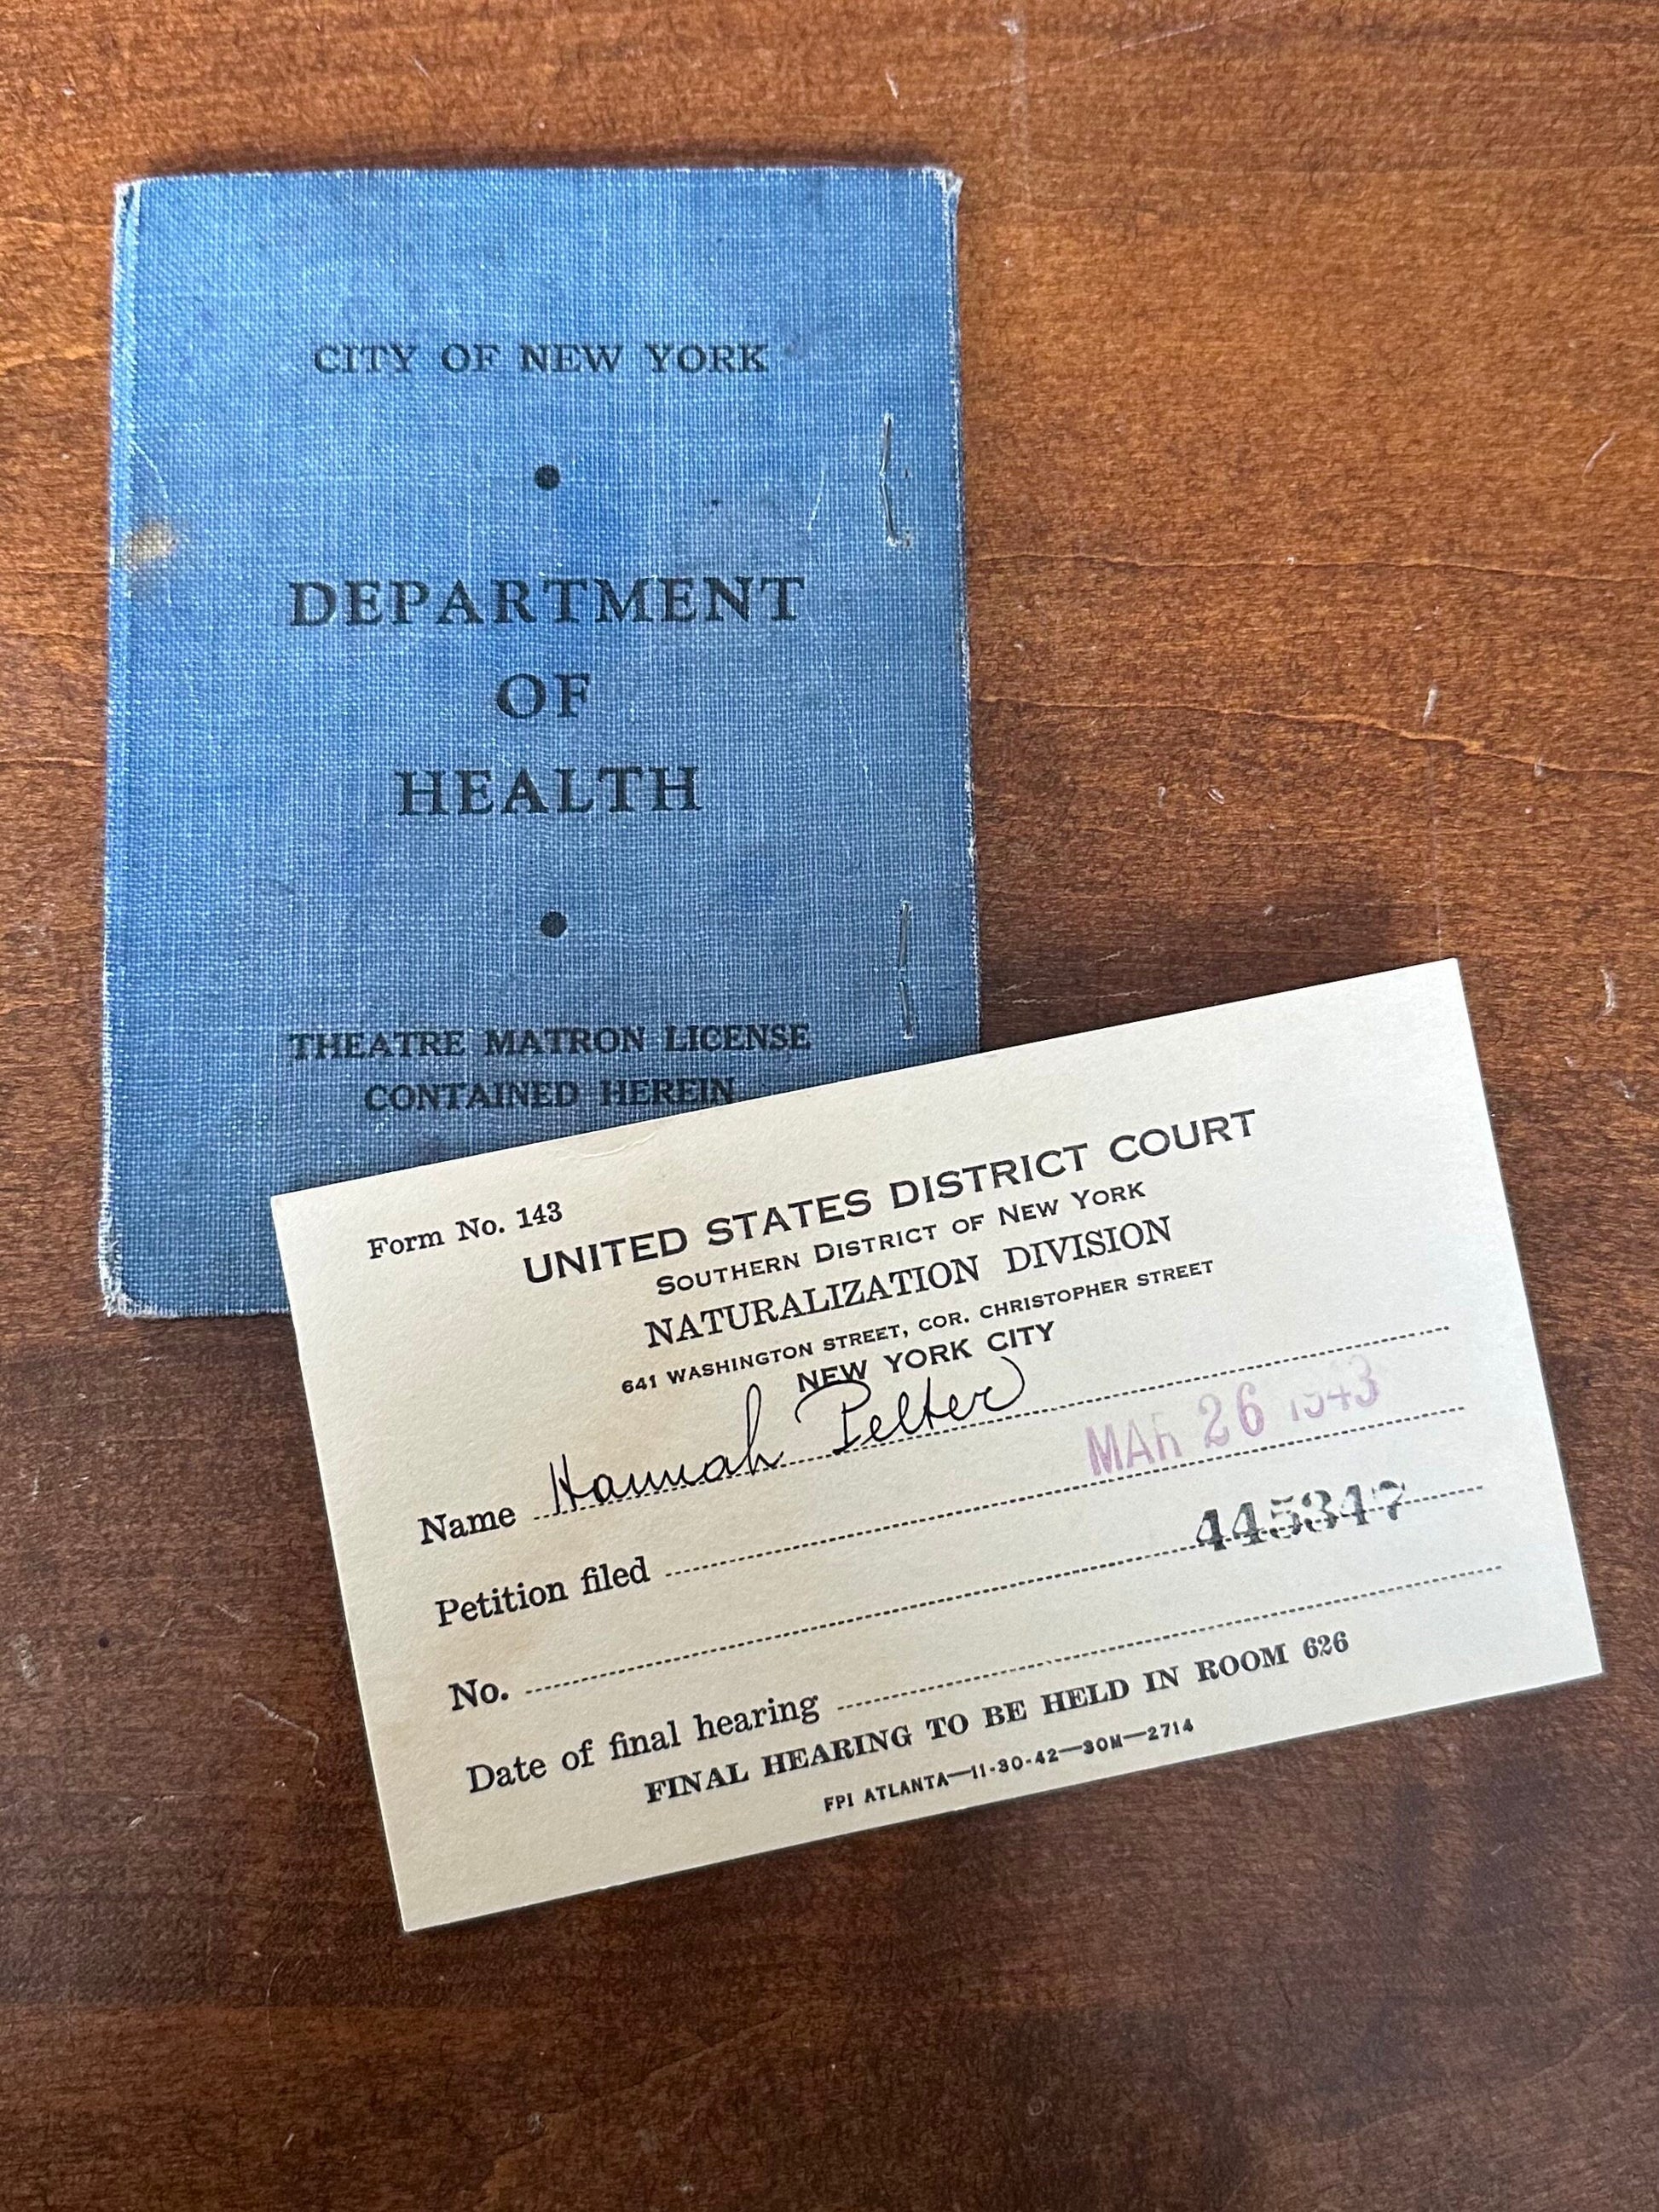 CITY OF NEW YORK
•
DEPARTMENT
OF
HEALTH
•
THEATRE MATRON LICENSE
CONTAINED HEREIN
Form No. 143
UNITED STATES DISTRICT COURT
SOUTHERN DISTRICT OF NEW YORK
NATURALIZATION DIVISION
641 WASHINGTON STREET, COR. CHRISTOPHER STREET
NEW YORK CITY
Name Hannah Pelter
Petition filed MAR 26 1943
No. 445347
Date of final hearing
FINAL HEARING TO BE HELD IN ROOM 626
FPI ATLANTA—11-30-42—30M—2714